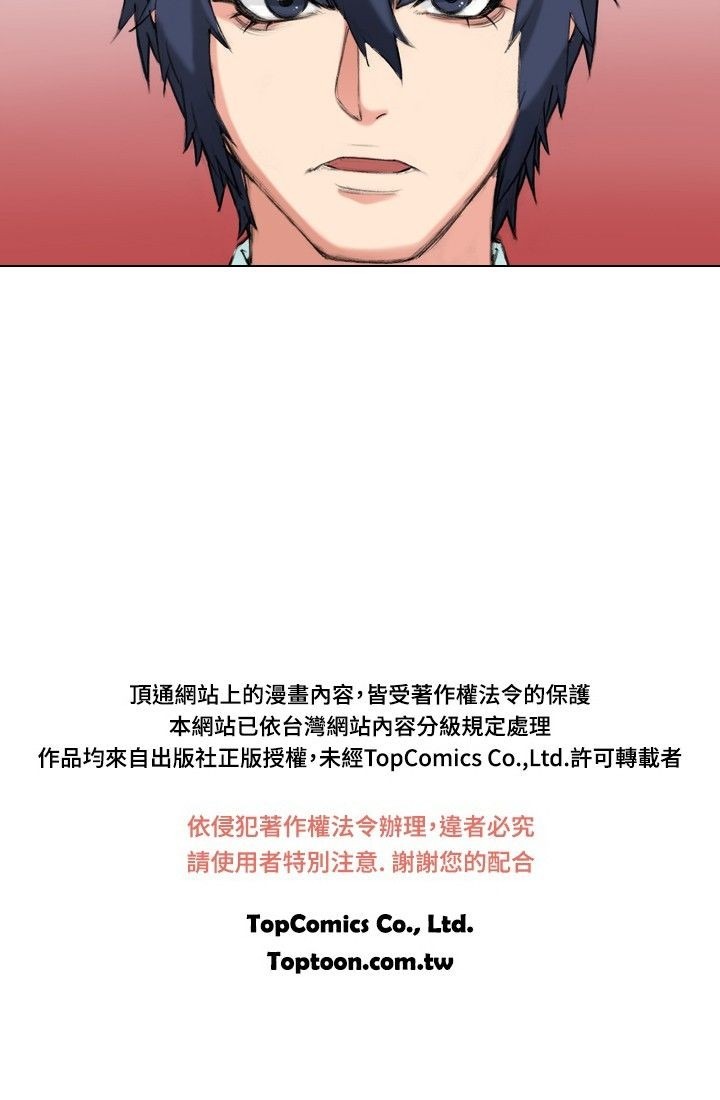 頂通網站上的漫畫內容，皆受著作權法令的保護
本網站已依台灣網站內容分級規定處理
作品均來自出版社正版授權，未經TopComics Co.,Ltd.許可轉載者
依侵犯著作權法令辦理，違者必究
請使用者特別注意. 謝謝您的配合
TopComics Co., Ltd.
Toptoon.com.tw